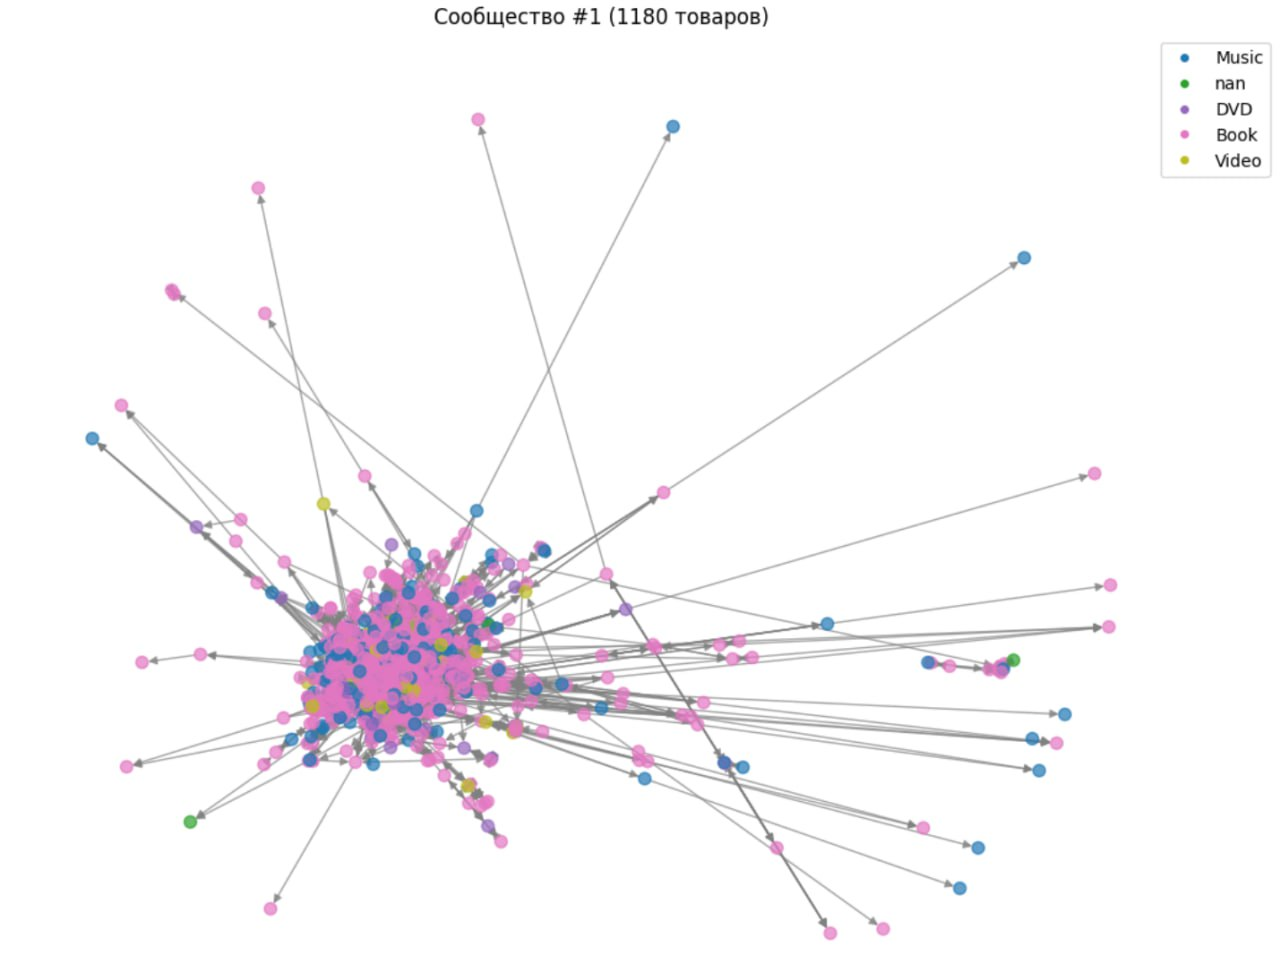 Сообщество #1 (1180 товаров)
Music
nan
DVD
Book
Video